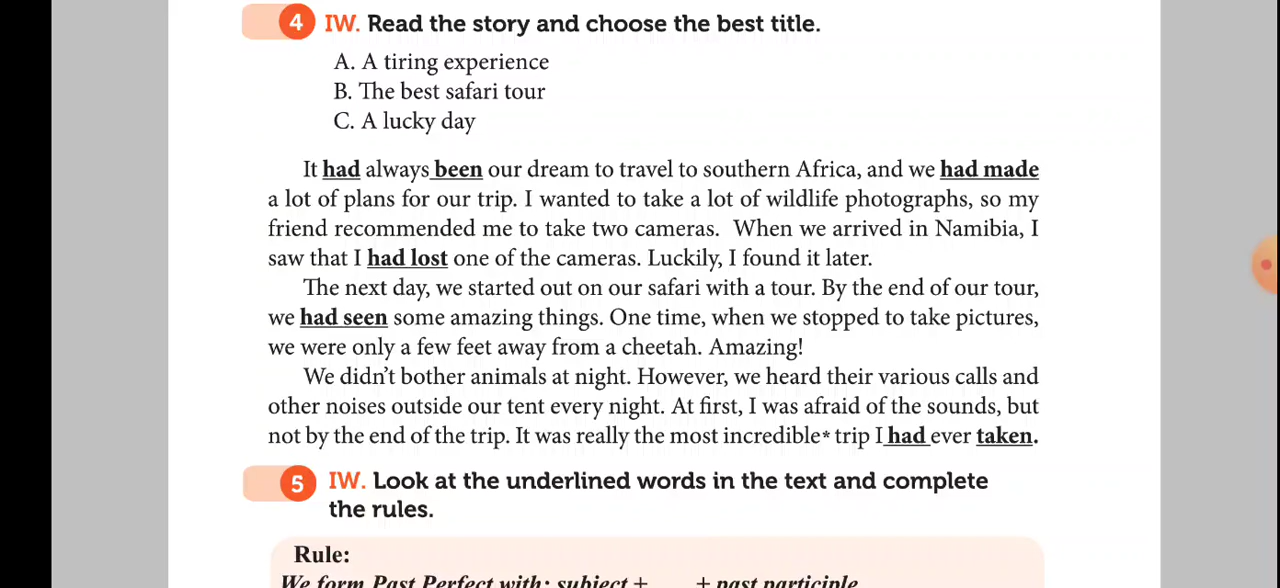 4 IW. Read the story and choose the best title.
A. A tiring experience
B. The best safari tour
C. A lucky day
It had always been our dream to travel to southern Africa, and we had made
a lot of plans for our trip. I wanted to take a lot of wildlife photographs, so my
friend recommended me to take two cameras. When we arrived in Namibia, I
saw that I had lost one of the cameras. Luckily, I found it later.
The next day, we started out on our safari with a tour. By the end of our tour,
we had seen some amazing things. One time, when we stopped to take pictures,
we were only a few feet away from a cheetah. Amazing!
We didn't bother animals at night. However, we heard their various calls and
other noises outside our tent every night. At first, I was afraid of the sounds, but
not by the end of the trip. It was really the most incredible* trip I had ever taken.
5 IW. Look at the underlined words in the text and complete
the rules.
Rule:
We form Past Perfect with: subject + ___ + past participle